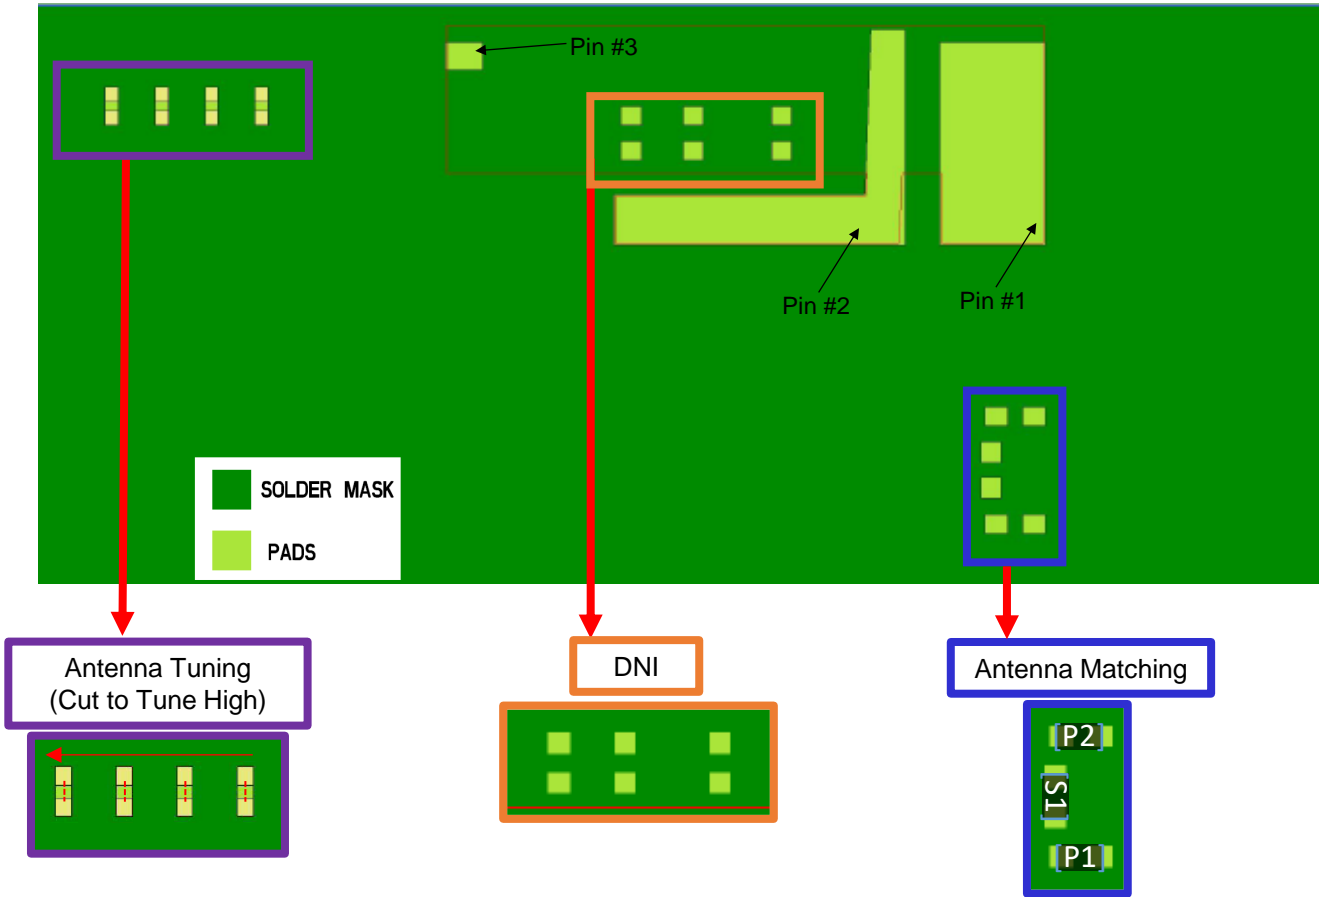 Pin #3
Pin #2
Pin #1
SOLDER MASK
PADS
Antenna Tuning
(Cut to Tune High)
DNI
Antenna Matching
P2
S1
P1